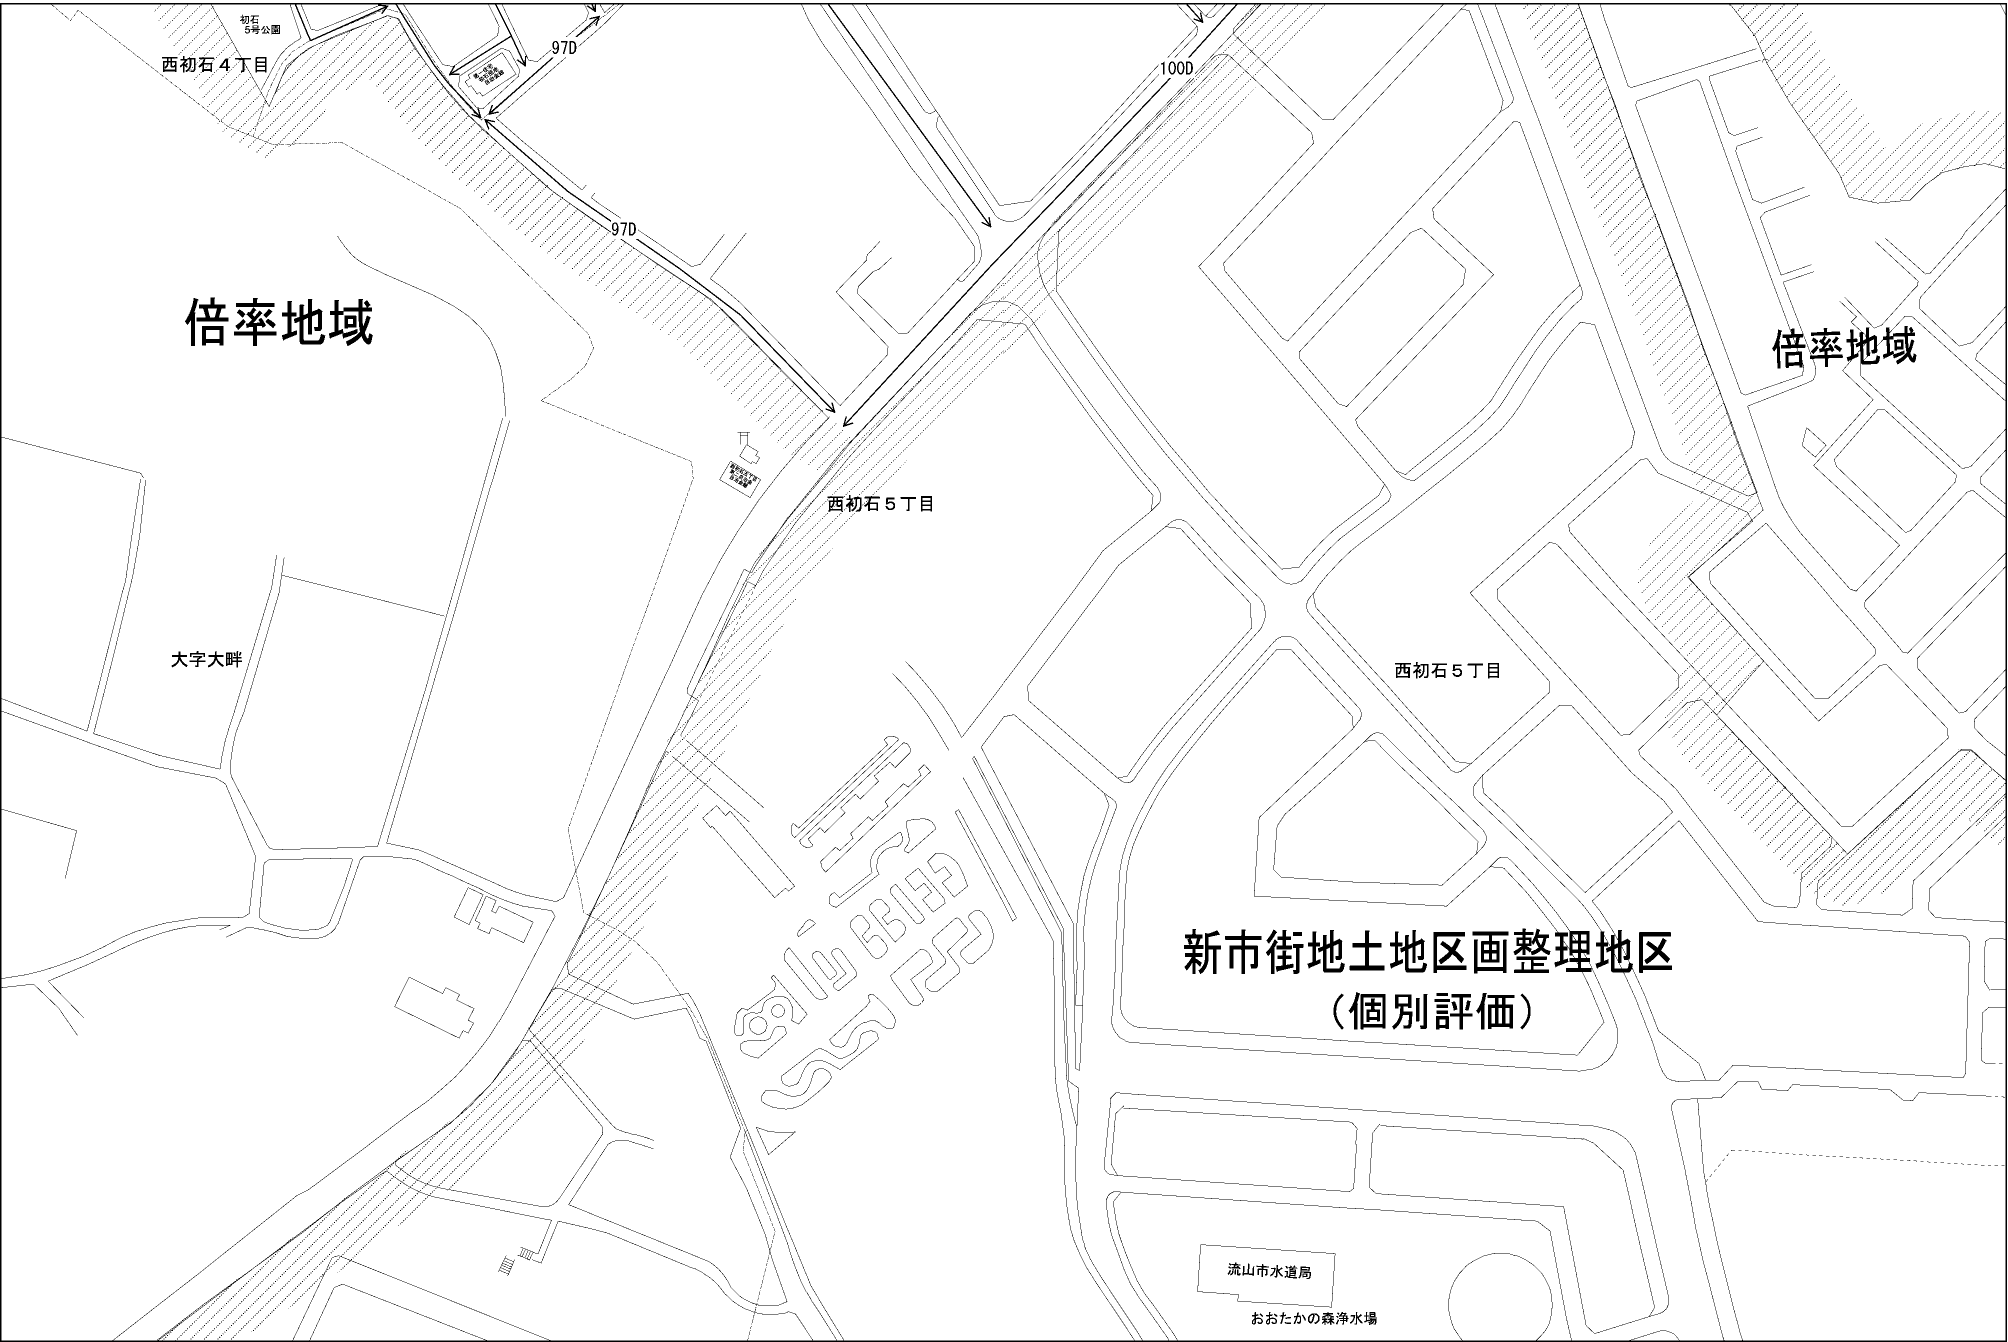 初石
5号公園
西初石4丁目
97D
100D
97D
倍率地域
倍率地域
西初石5丁目
大字大畔
西初石5丁目
新市街地土地区画整理地区
（個別評価）
流山市水道局
おおたかの森浄水場